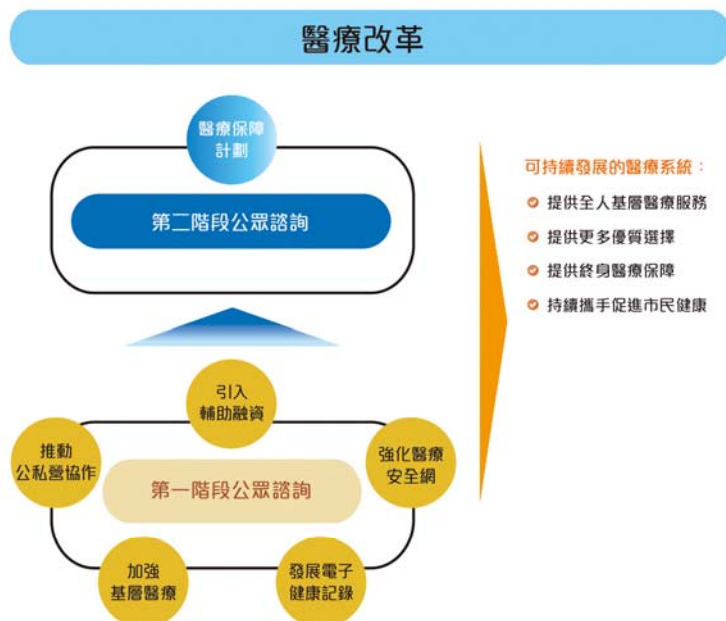 醫療改革
醫療保障
計劃
第二階段公眾諮詢
引入
輔助融資
推動
公私營協作
強化醫療
安全網
第一階段公眾諮詢
加強
基層醫療
發展電子
健康記錄
可持續發展的醫療系統：
提供全人基層醫療服務
提供更多優質選擇
提供終身醫療保障
持續攜手促進市民健康